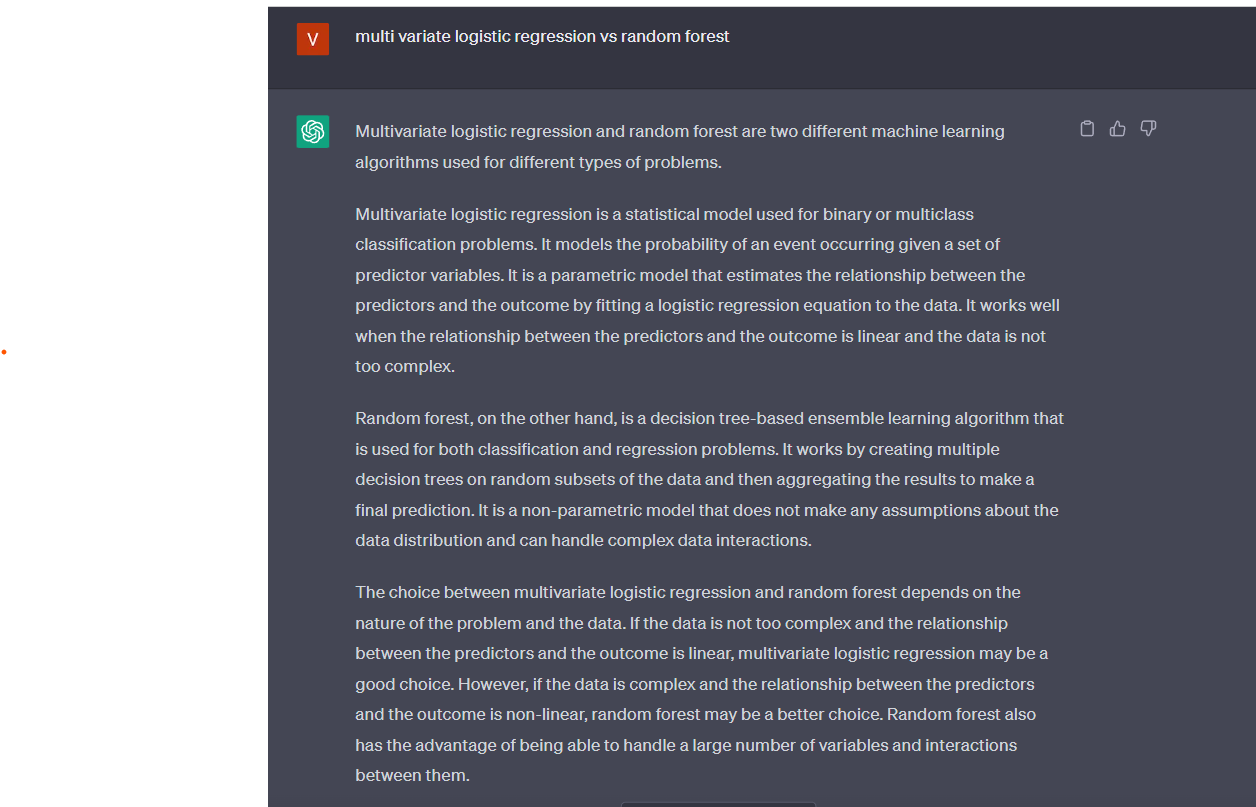 V
multi variate logistic regression vs random forest
Multivariate logistic regression and random forest are two different machine learning
algorithms used for different types of problems.
Multivariate logistic regression is a statistical model used for binary or multiclass
classification problems. It models the probability of an event occurring given a set of
predictor variables. It is a parametric model that estimates the relationship between the
predictors and the outcome by fitting a logistic regression equation to the data. It works well
when the relationship between the predictors and the outcome is linear and the data is not
too complex.
Random forest, on the other hand, is a decision tree-based ensemble learning algorithm that
is used for both classification and regression problems. It works by creating multiple
decision trees on random subsets of the data and then aggregating the results to make a
final prediction. It is a non-parametric model that does not make any assumptions about the
data distribution and can handle complex data interactions.
The choice between multivariate logistic regression and random forest depends on the
nature of the problem and the data. If the data is not too complex and the relationship
between the predictors and the outcome is linear, multivariate logistic regression may be a
good choice. However, if the data is complex and the relationship between the predictors
and the outcome is non-linear, random forest may be a better choice. Random forest also
has the advantage of being able to handle a large number of variables and interactions
between them.